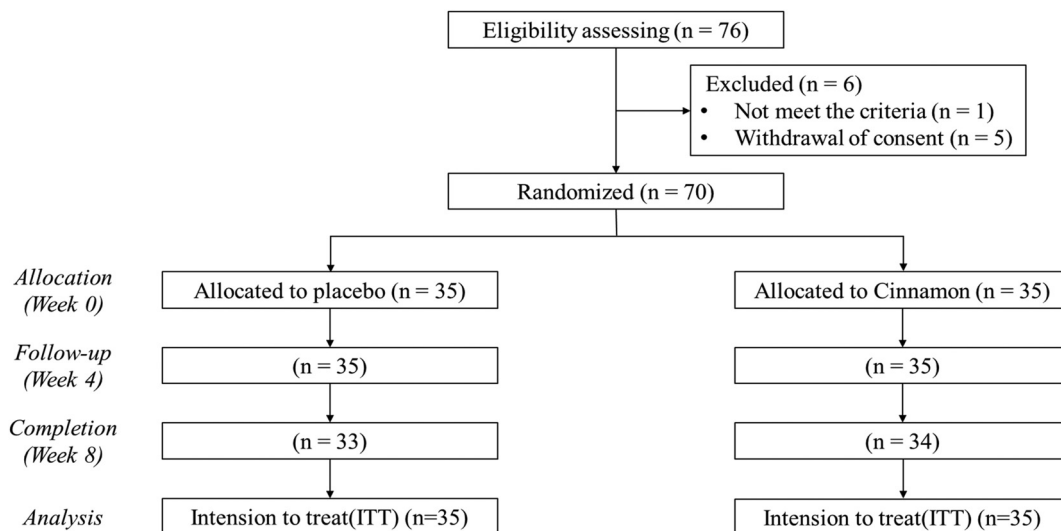 Eligibility assessing (n = 76)
Excluded (n = 6)
• Not meet the criteria (n = 1)
• Withdrawal of consent (n = 5)
Randomized (n = 70)
Allocation
(Week 0)
Allocated to placebo (n = 35)
Allocated to Cinnamon (n = 35)
Follow-up
(Week 4)
(n = 35)
(n = 35)
Completion
(Week 8)
(n = 33)
(n = 34)
Analysis
Intension to treat(ITT) (n=35)
Intension to treat(ITT) (n=35)